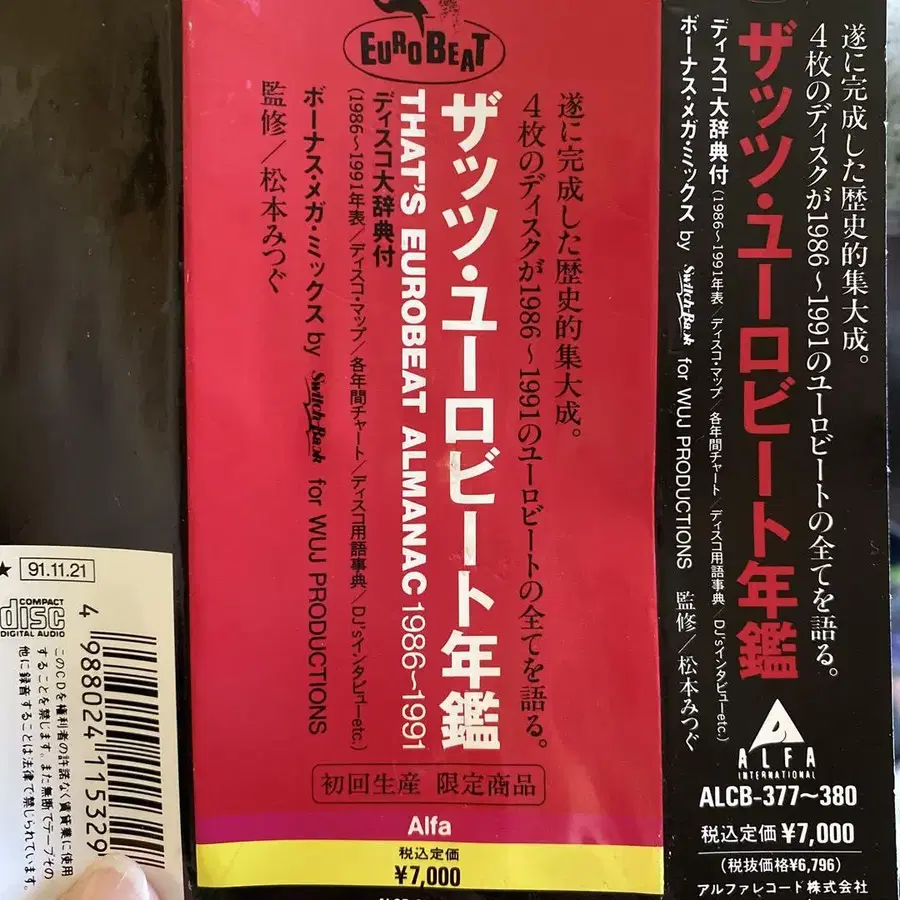 EUROBEAT
遂に完成した歴史的集大成。
4枚のディスクが1986〜1991のユーロビートの全てを語る。
ザッツ・ユーロビート年鑑
THAT'S EUROBEAT ALMANAC 1986〜1991
ディスコ大辞典付
(1986〜1991年表/ディスコ・マップ/各年間チャート/ディスコ用語事典/DJ'sインタビューetc.)
ボーナス・メガ・ミックス by Switch Back for WUJ PRODUCTIONS
監修/松本みつぐ
初回生産 限定商品
Alfa
税込定価
¥7,000
遂に完成した歴史的集大成。
4枚のディスクが1986〜1991のユーロビートの全てを語る。
ザッツ・ユーロビート年鑑
ディスコ大辞典付(1986〜1991年表/ディスコ・マップ/各年間チャート/ディスコ用語事典/DJ'sインタビューetc.)
ボーナス・メガ・ミックス by Switch Back for WUJ PRODUCTIONS 監修/松本みつぐ
ALFA
INTERNATIONAL
ALCB-377〜380
税込定価¥7,000
(税抜価格¥6,796)
アルファレコード株式会社
★ 91.11.21
COMPACT
disc
DIGITAL AUDIO
4 988024 115329
このCDを権利者の許諾なく賃貸業に使用
することを禁じます。また無断でテープその
他に録音することは法律で禁じられています。